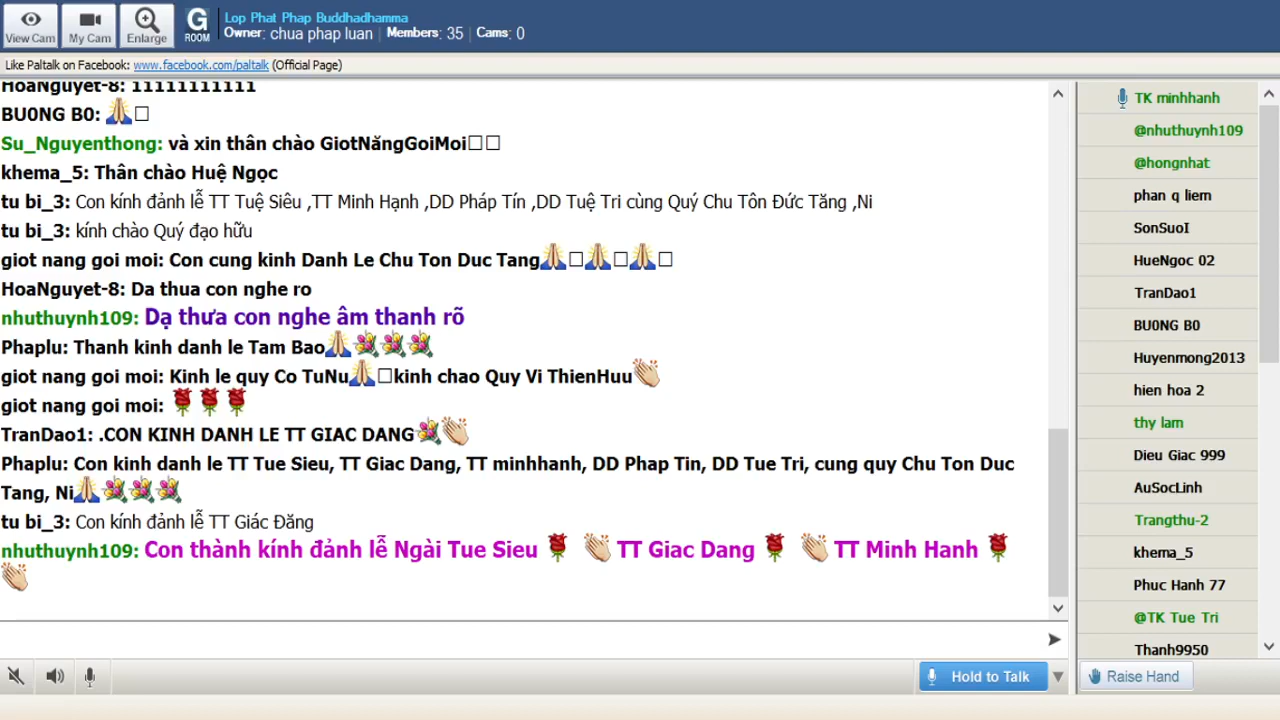 View Cam
My Cam
Enlarge
G
ROOM
Lop Phat Phap Buddhadhamma
Owner: chua phap luan | Members: 35 | Cams: 0
Like Paltalk on Facebook: www.facebook.com/paltalk (Official Page)
HoaNguyet-8: 11111111111
BU0NG B0:
Su_Nguyenthong: và xin thân chào GiotNăngGoiMoi
khema_5: Thân chào Huệ Ngọc
tu bi_3: Con kính đảnh lễ TT Tuệ Siêu ,TT Minh Hạnh ,DD Pháp Tín ,DD Tuệ Tri cùng Quý Chu Tôn Đức Tăng ,Ni
tu bi_3: kính chào Quý đạo hữu
giot nang goi moi: Con cung kinh Danh Le Chu Ton Duc Tang
HoaNguyet-8: Da thua con nghe ro
nhuthuynh109: Dạ thưa con nghe âm thanh rõ
Phaplu: Thanh kinh danh le Tam Bao
giot nang goi moi: Kinh le quy Co TuNu kinh chao Quy Vi ThienHuu
giot nang goi moi:
TranDao1: .CON KINH DANH LE TT GIAC DANG
Phaplu: Con kinh danh le TT Tue Sieu, TT Giac Dang, TT minhhanh, DD Phap Tin, DD Tue Tri, cung quy Chu Ton Duc
Tang, Ni
tu bi_3: Con kính đảnh lễ TT Giác Đăng
nhuthuynh109: Con thành kính đảnh lễ Ngài Tue Sieu TT Giac Dang TT Minh Hanh
Hold to Talk
TK minhhanh
@nhuthuynh109
@hongnhat
phan q liem
SonSuoI
HueNgoc 02
TranDao1
BU0NG B0
Huyenmong2013
hien hoa 2
thy lam
Dieu Giac 999
AuSocLinh
Trangthu-2
khema_5
Phuc Hanh 77
@TK Tue Tri
Thanh9950
Raise Hand